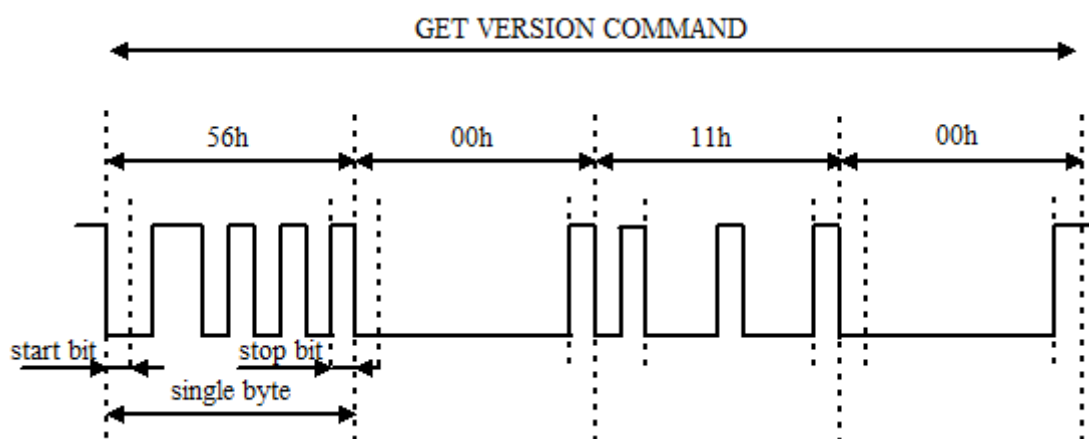 GET VERSION COMMAND
56h 00h 11h 00h
start bit stop bit
single byte